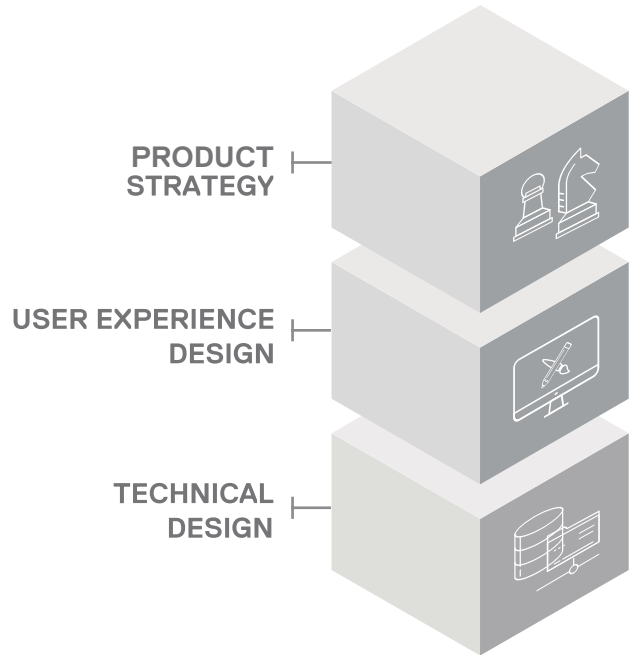 PRODUCT
STRATEGY
USER EXPERIENCE
DESIGN
TECHNICAL
DESIGN